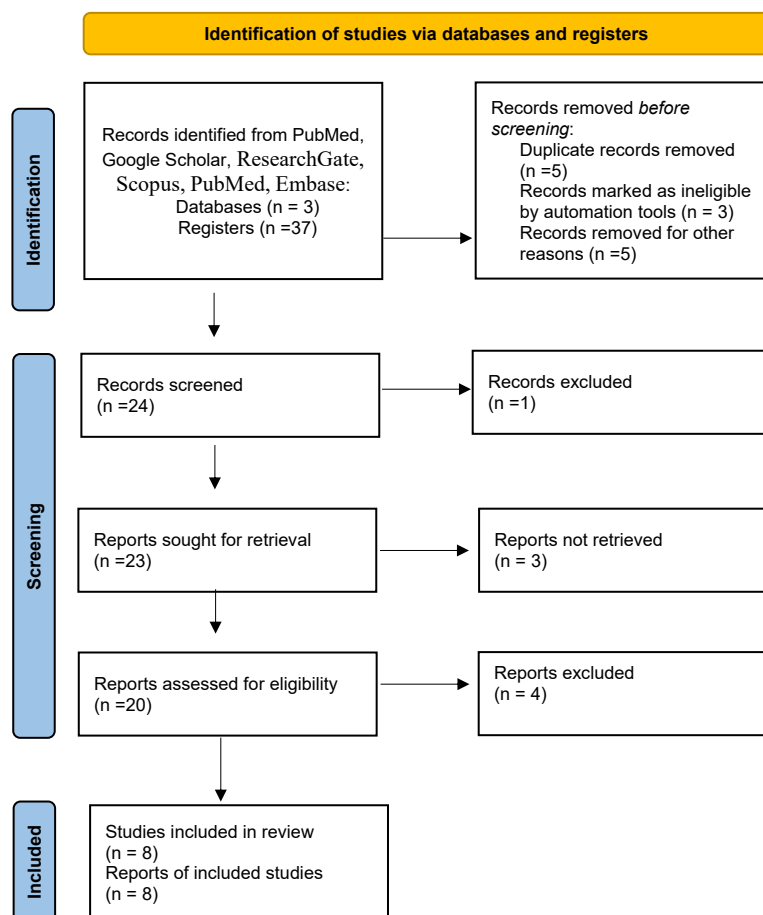 Identification of studies via databases and registers
Identification
Records identified from PubMed,
Google Scholar, ResearchGate,
Scopus, PubMed, Embase:
Databases (n = 3)
Registers (n =37)
Records removed before
screening:
Duplicate records removed
(n =5)
Records marked as ineligible
by automation tools (n = 3)
Records removed for other
reasons (n =5)
Screening
Records screened
(n =24)
Records excluded
(n =1)
Reports sought for retrieval
(n =23)
Reports not retrieved
(n = 3)
Reports assessed for eligibility
(n =20)
Reports excluded
(n = 4)
Included
Studies included in review
(n = 8)
Reports of included studies
(n = 8)